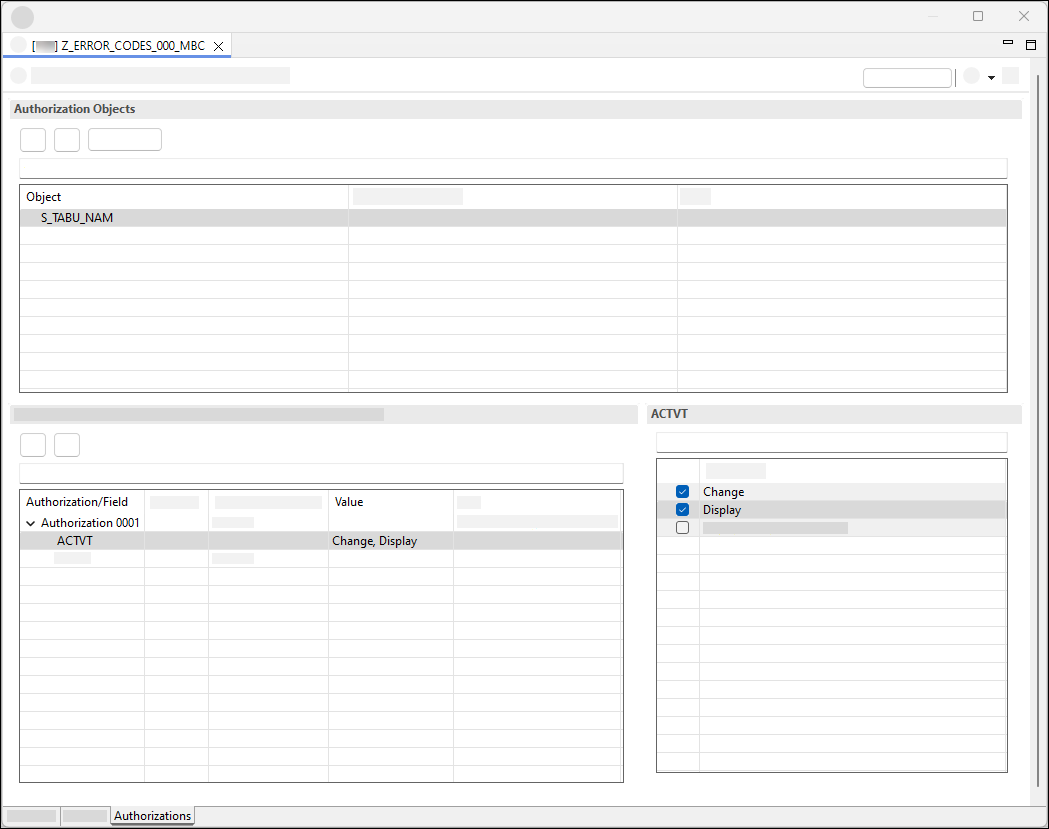 [ ] Z_ERROR_CODES_000_MBC
Authorization Objects
Object
S_TABU_NAM
ACTVT
Authorization/Field Value
Authorization 0001
ACTVT Change, Display
Change
Display
Authorizations